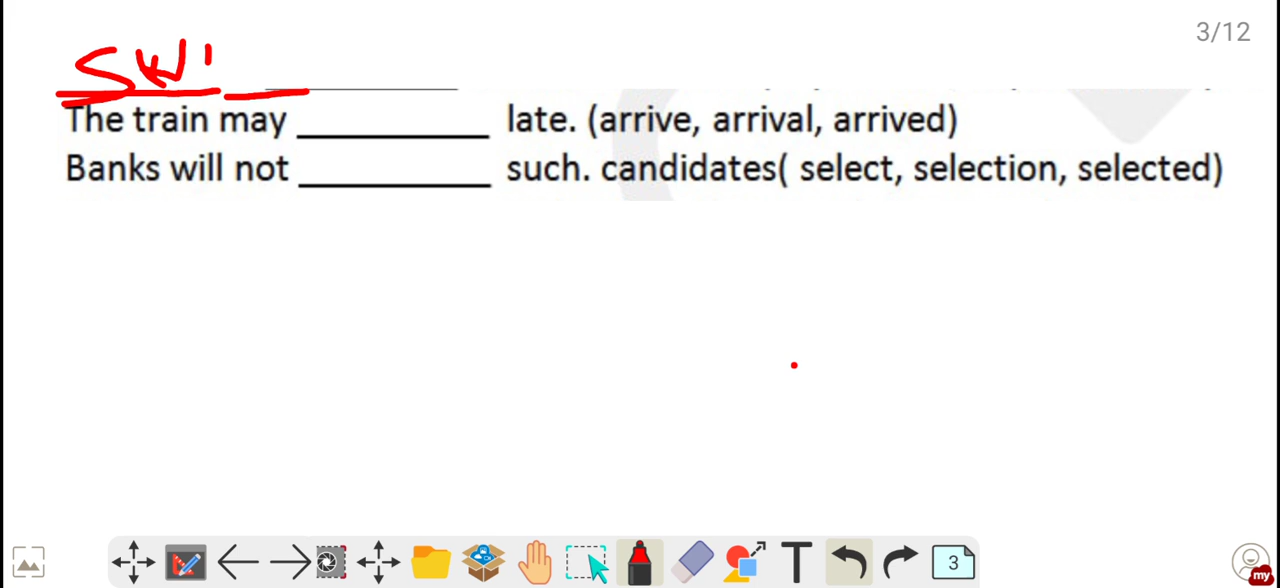 3/12
The train may __________ late. (arrive, arrival, arrived)
Banks will not __________ such. candidates( select, selection, selected)
T
3
my